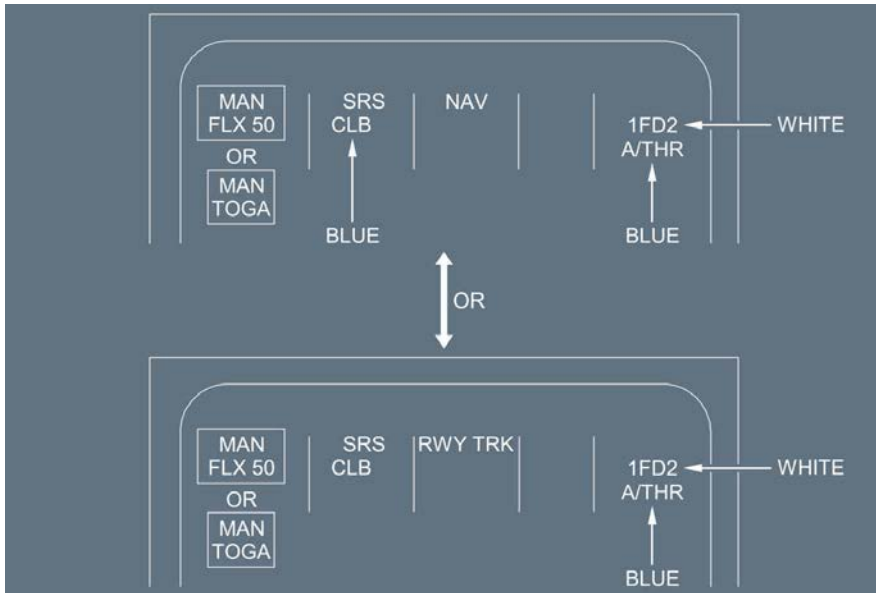 MAN
FLX 50
OR
MAN
TOGA
SRS
CLB
BLUE
NAV
1FD2
A/THR
WHITE
BLUE
OR
MAN
FLX 50
OR
MAN
TOGA
SRS
CLB
RWY TRK
1FD2
A/THR
WHITE
BLUE